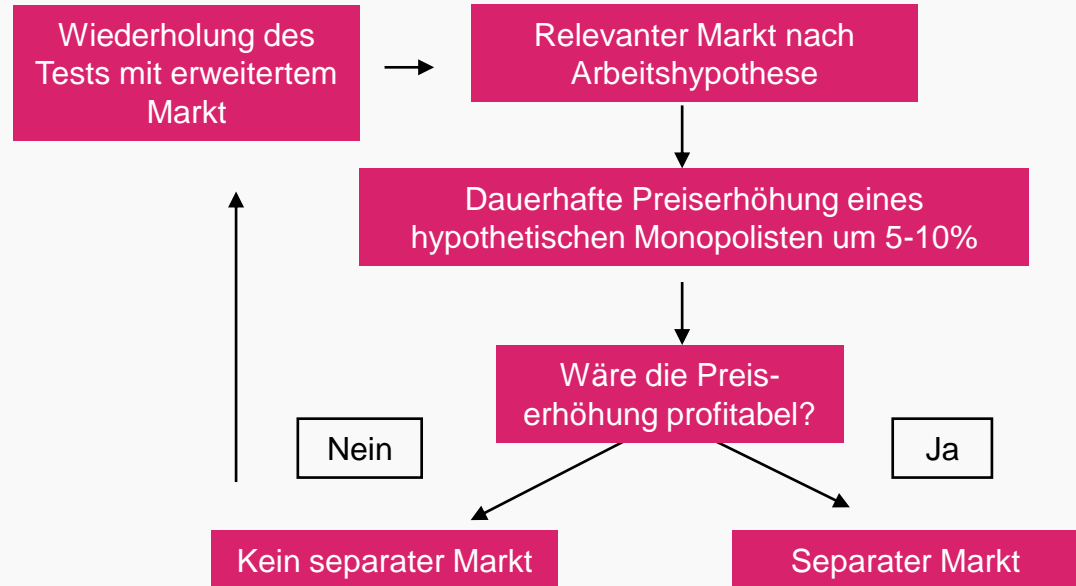 Wiederholung des
Tests mit erweitertem
Markt
Relevanter Markt nach
Arbeitshypothese
Dauerhafte Preiserhöhung eines
hypothetischen Monopolisten um 5-10%
Wäre die Preis-
erhöhung profitabel?
Nein
Ja
Kein separater Markt
Separater Markt